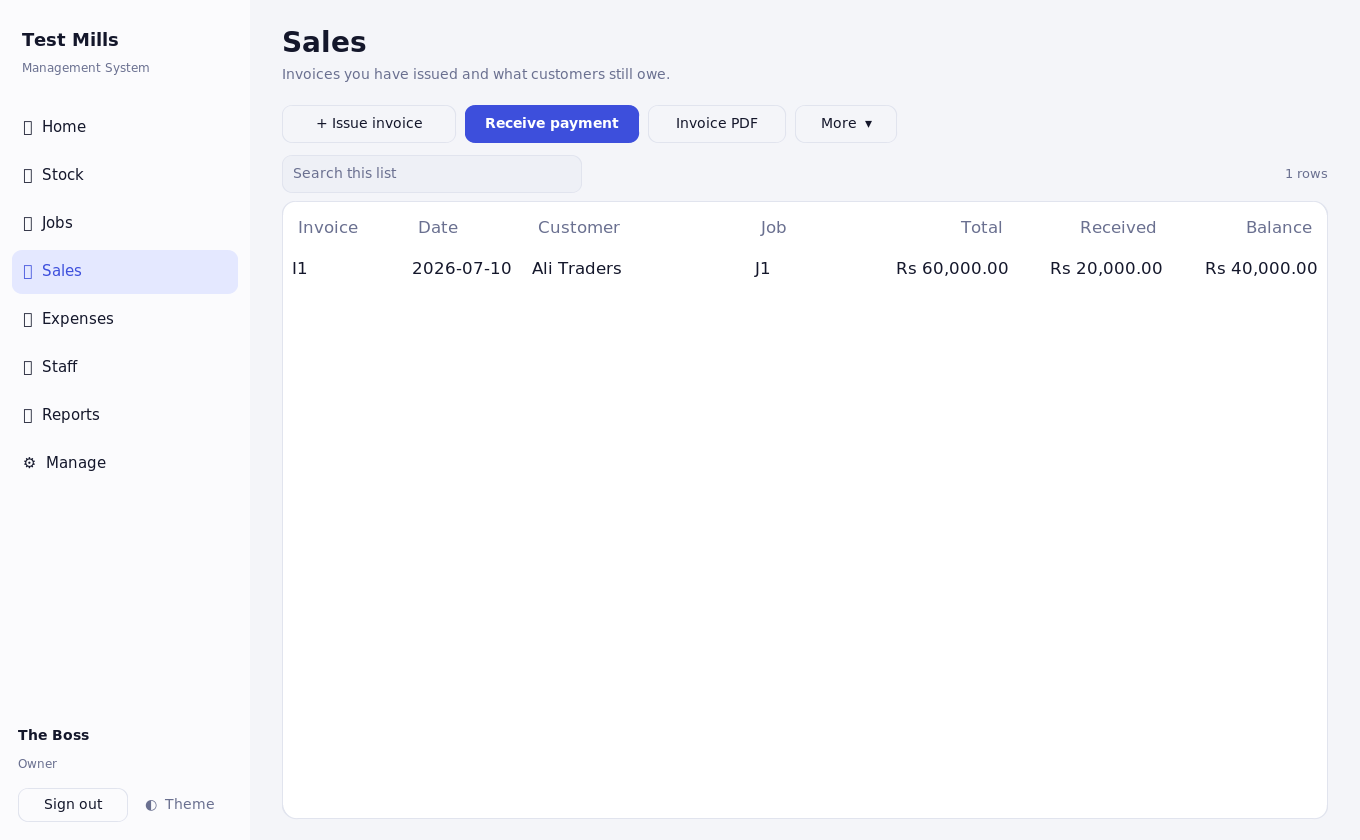 Test Mills
Management System
Home
Stock
Jobs
Sales
Expenses
Staff
Reports
⚙ Manage
The Boss
Owner
Sign out
◐ Theme
Sales
Invoices you have issued and what customers still owe.
+ Issue invoice Receive payment Invoice PDF More ▾
Search this list 1 rows
Invoice Date Customer Job Total Received Balance
I1 2026-07-10 Ali Traders J1 Rs 60,000.00 Rs 20,000.00 Rs 40,000.00